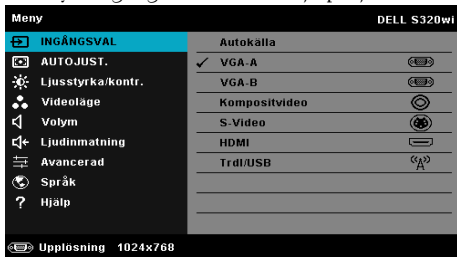 Meny DELL S320wi
INGÅNGSVAL
AUTOJUST.
Ljusstyrka/kontr.
Videoläge
Volym
Ljudinmatning
Avancerad
Språk
Hjälp
Autokälla
VGA-A
VGA-B
Kompositvideo
S-Video
HDMI
Trdl/USB
Upplösning 1024x768